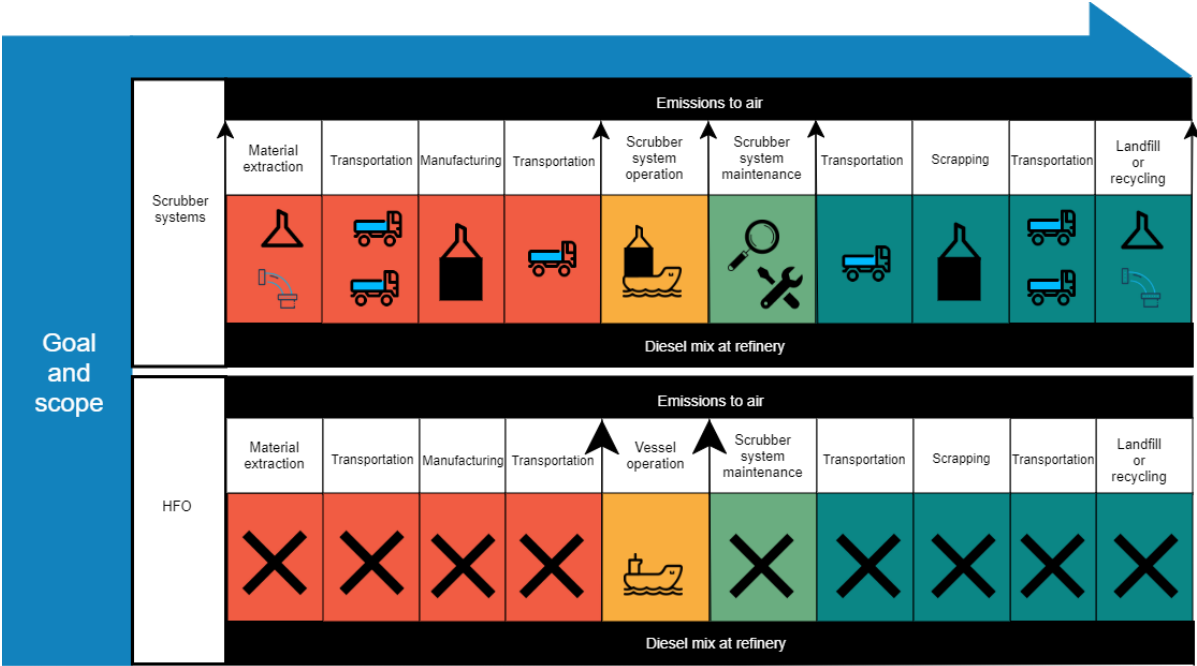 Goal
and
scope
Scrubber
systems
Emissions to air
Material
extraction
Transportation
Manufacturing
Transportation
Scrubber
system
operation
Scrubber
system
maintenance
Transportation
Scrapping
Transportation
Landfill
or
recycling
Diesel mix at refinery
HFO
Emissions to air
Material
extraction
Transportation
Manufacturing
Transportation
Vessel
operation
Scrubber
system
maintenance
Transportation
Scrapping
Transportation
Landfill
or
recycling
Diesel mix at refinery